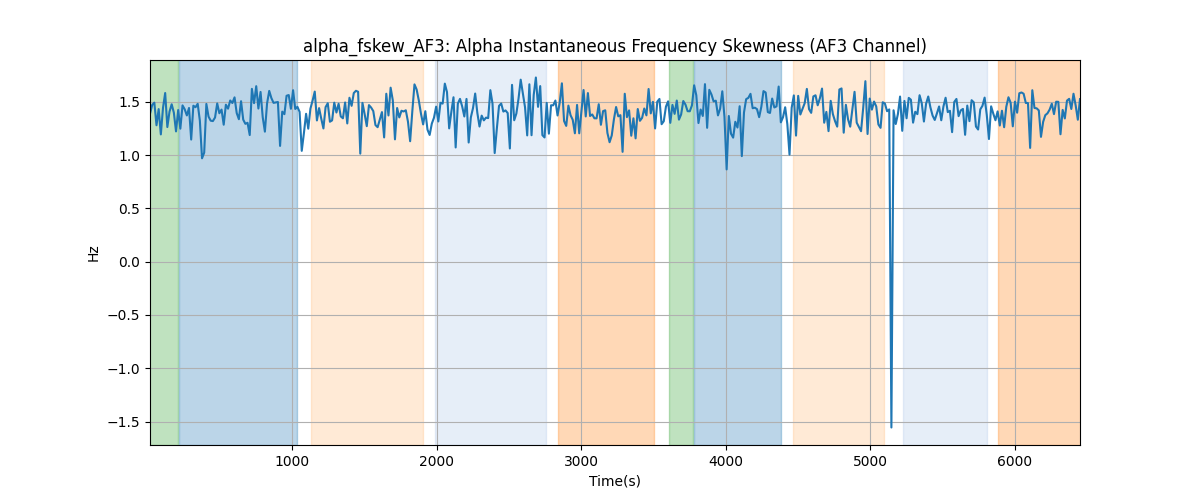 alpha_fskew_AF3: Alpha Instantaneous Frequency Skewness (AF3 Channel)
Hz
1.5
1.0
0.5
0.0
−0.5
−1.0
−1.5
1000 2000 3000 4000 5000 6000
Time(s)